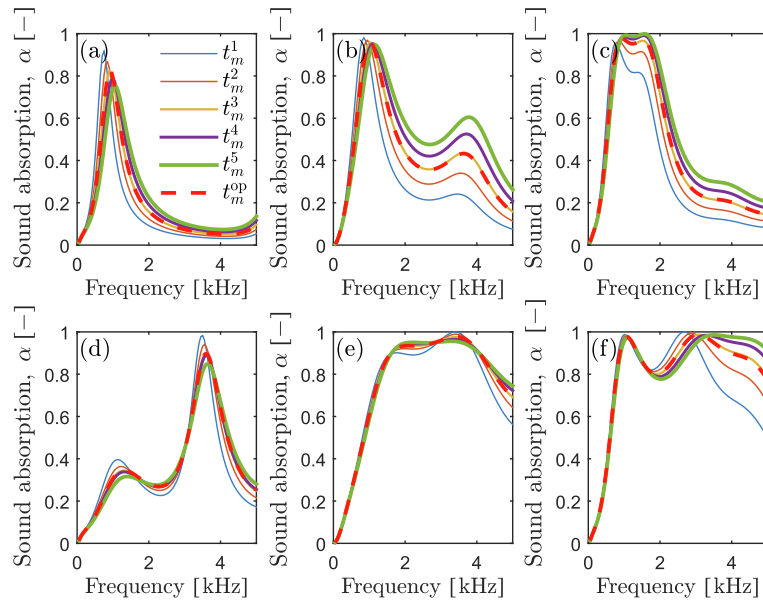 (a)
t_m^1
t_m^2
t_m^3
t_m^4
t_m^5
t_m^op
Sound absorption, α [−]
1
0.8
0.6
0.4
0.2
0
0 2 4
Frequency [kHz]
(b)
Sound absorption, α [−]
1
0.8
0.6
0.4
0.2
0
0 2 4
Frequency [kHz]
(c)
Sound absorption, α [−]
1
0.8
0.6
0.4
0.2
0
0 2 4
Frequency [kHz]
(d)
Sound absorption, α [−]
1
0.8
0.6
0.4
0.2
0
0 2 4
Frequency [kHz]
(e)
Sound absorption, α [−]
1
0.8
0.6
0.4
0.2
0
0 2 4
Frequency [kHz]
(f)
Sound absorption, α [−]
1
0.8
0.6
0.4
0.2
0
0 2 4
Frequency [kHz]